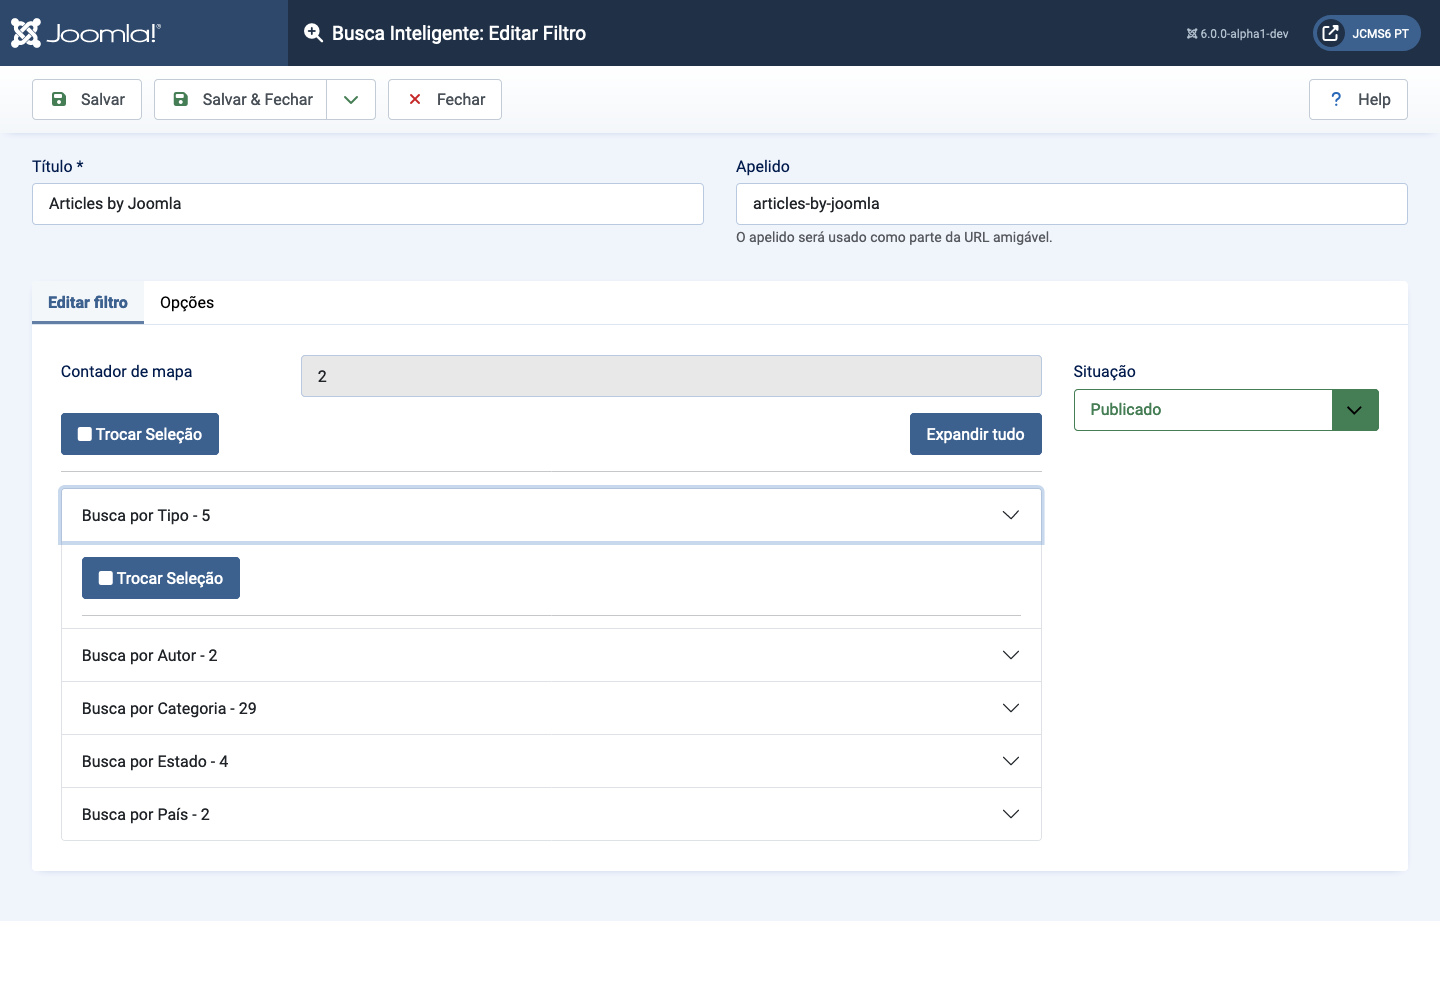 Joomla!®
Busca Inteligente: Editar Filtro
6.0.0-alpha1-dev
JCMS6 PT
Salvar
Salvar & Fechar
Fechar
? Help
Título *
Apelido
Articles by Joomla
articles-by-joomla
O apelido será usado como parte da URL amigável.
Editar filtro
Opções
Contador de mapa
2
Situação
Publicado
Trocar Seleção
Expandir tudo
Busca por Tipo - 5
Trocar Seleção
Busca por Autor - 2
Busca por Categoria - 29
Busca por Estado - 4
Busca por País - 2